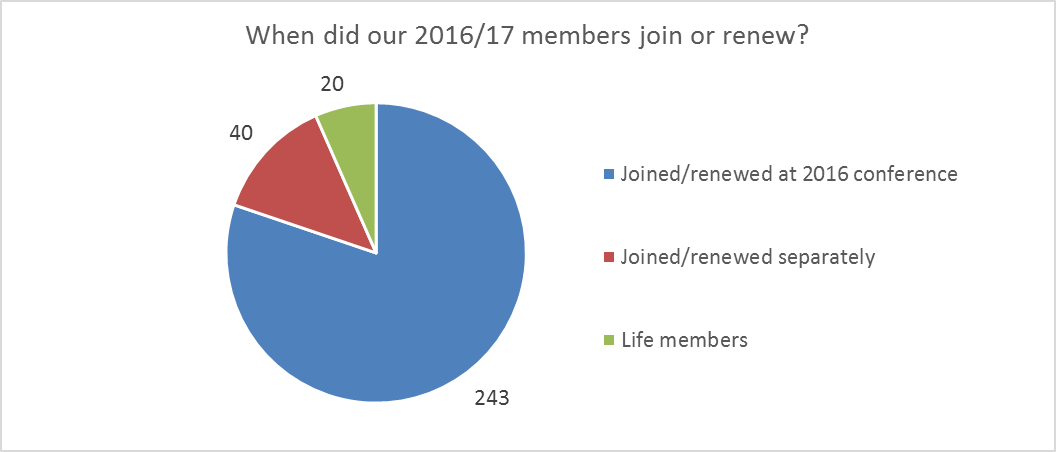 When did our 2016/17 members join or renew?
20
40
Joined/renewed at 2016 conference
Joined/renewed separately
Life members
243